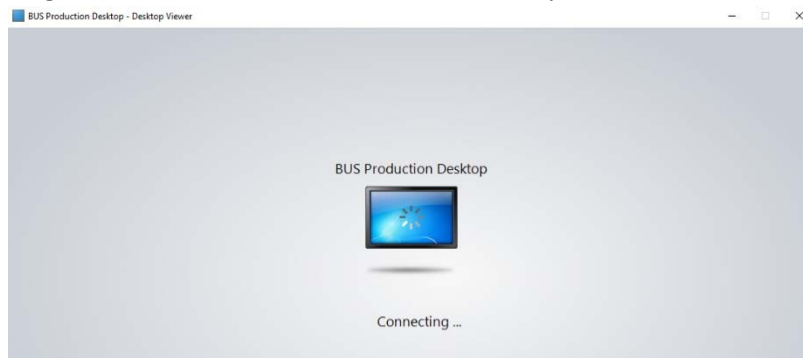 BUS Production Desktop - Desktop Viewer
BUS Production Desktop
Connecting ...